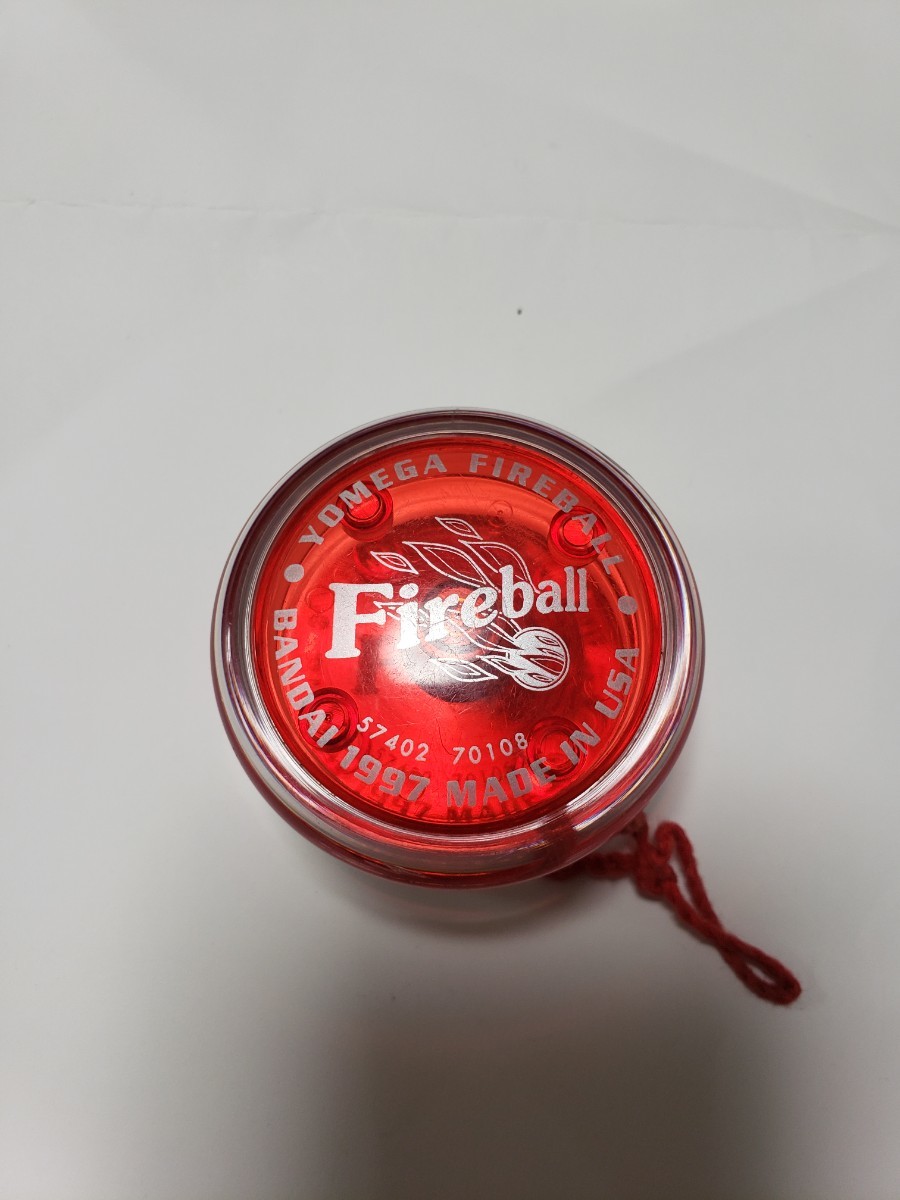 YOMEGA FIREBALL
Fireball
57402 70108
BANDAI 1997 MADE IN USA